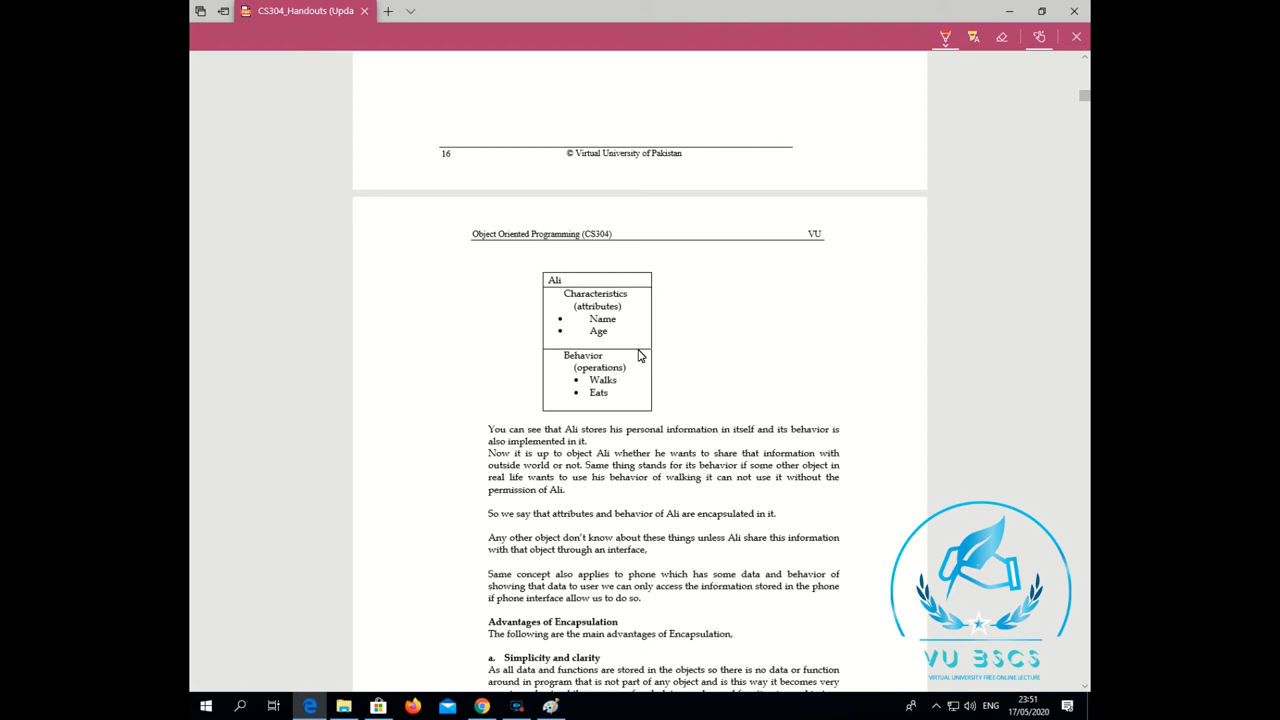 CS304_Handouts (Upda
16
© Virtual University of Pakistan
Object Oriented Programming (CS304)
VU
Ali
Characteristics
(attributes)
• Name
• Age
Behavior
(operations)
• Walks
• Eats
You can see that Ali stores his personal information in itself and its behavior is
also implemented in it.
Now it is up to object Ali whether he wants to share that information with
outside world or not. Same thing stands for its behavior if some other object in
real life wants to use his behavior of walking it can not use it without the
permission of Ali.
So we say that attributes and behavior of Ali are encapsulated in it.
Any other object don't know about these things unless Ali share this information
with that object through an interface,
Same concept also applies to phone which has some data and behavior of
showing that data to user we can only access the information stored in the phone
if phone interface allow us to do so.
Advantages of Encapsulation
The following are the main advantages of Encapsulation,
a. Simplicity and clarity
As all data and functions are stored in the objects so there is no data or function
around in program that is not part of any object and is this way it becomes very
VU BSCS
VIRTUAL UNIVERSITY FREE ONLINE LECTURE
ENG
23:51
17/05/2020